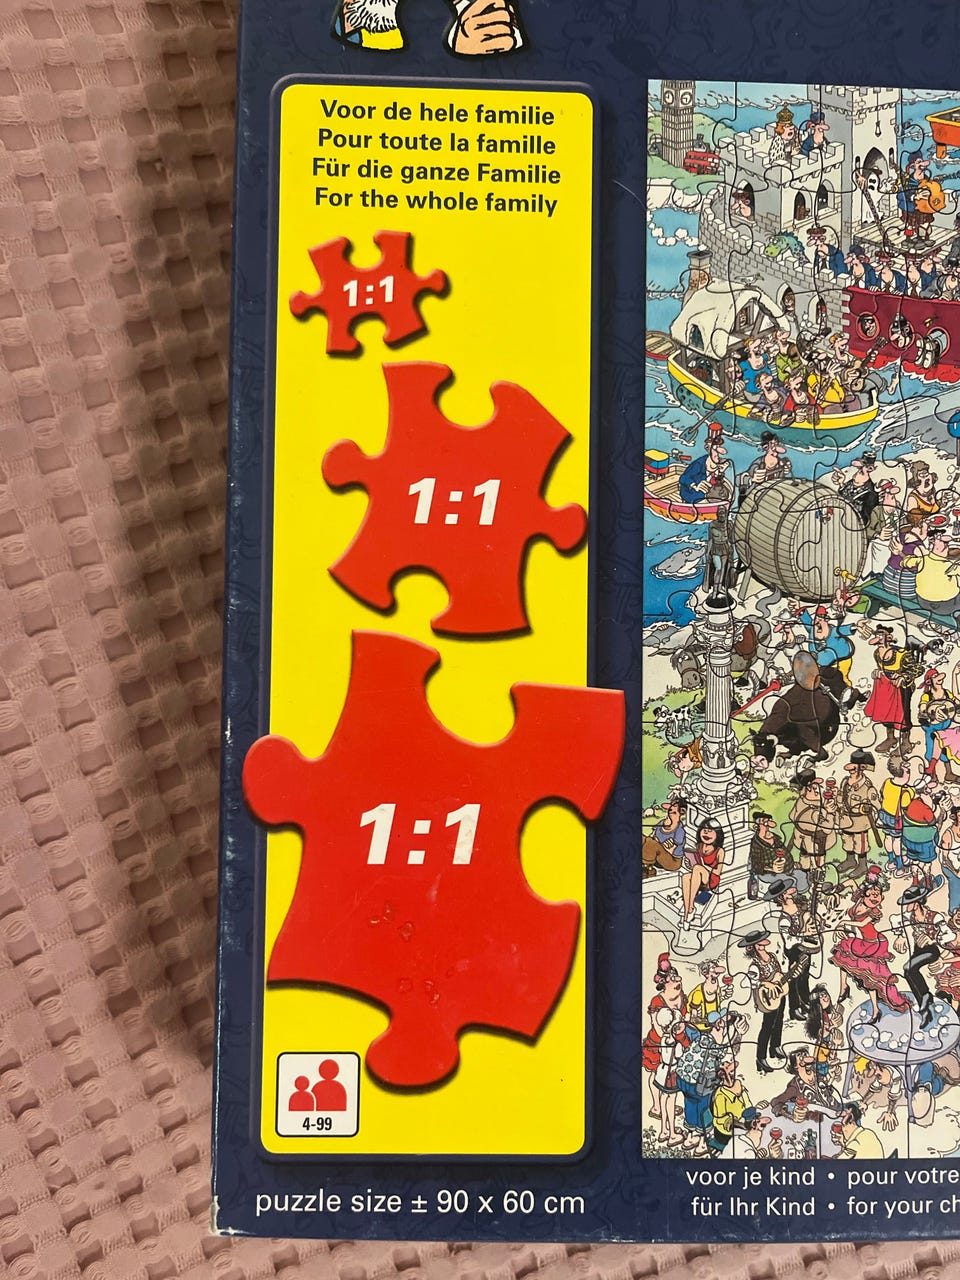 Voor de hele familie
Pour toute la famille
Für die ganze Familie
For the whole family
1:1
1:1
1:1
4-99
puzzle size ± 90 x 60 cm
voor je kind • pour votre
für Ihr Kind • for your